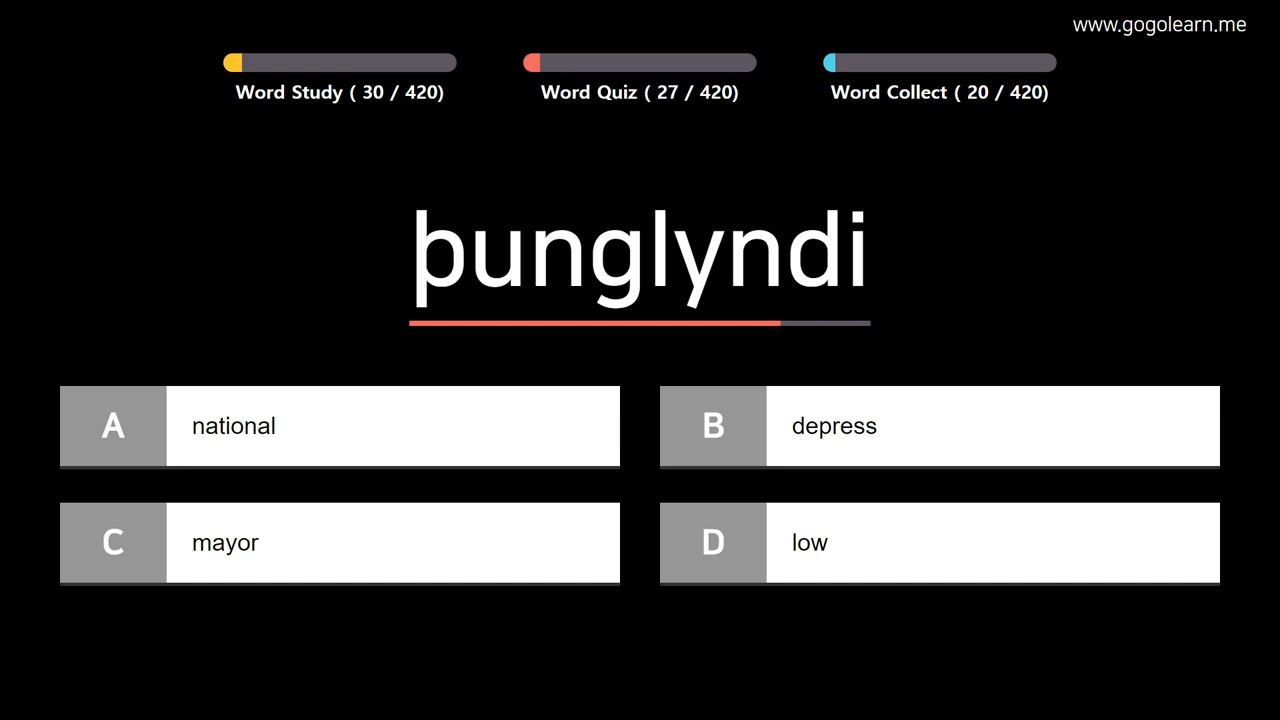 www.gogolearn.me
Word Study ( 30 / 420)
Word Quiz ( 27 / 420)
Word Collect ( 20 / 420)
þunglyndi
A national
B depress
C mayor
D low